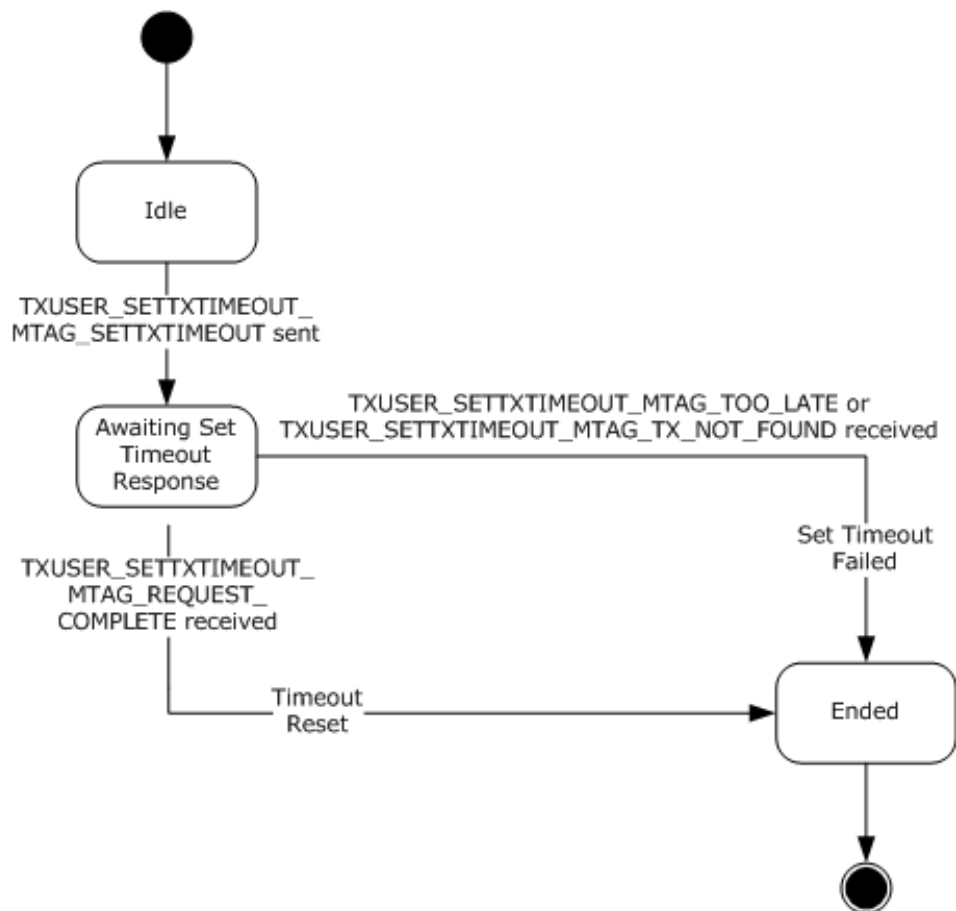 Idle
TXUSER_SETTXTIMEOUT_
MTAG_SETTXTIMEOUT sent
Awaiting Set
Timeout
Response
TXUSER_SETTXTIMEOUT_MTAG_TOO_LATE or
TXUSER_SETTXTIMEOUT_MTAG_TX_NOT_FOUND received
Set Timeout
Failed
TXUSER_SETTXTIMEOUT_
MTAG_REQUEST_
COMPLETE received
Timeout
Reset
Ended